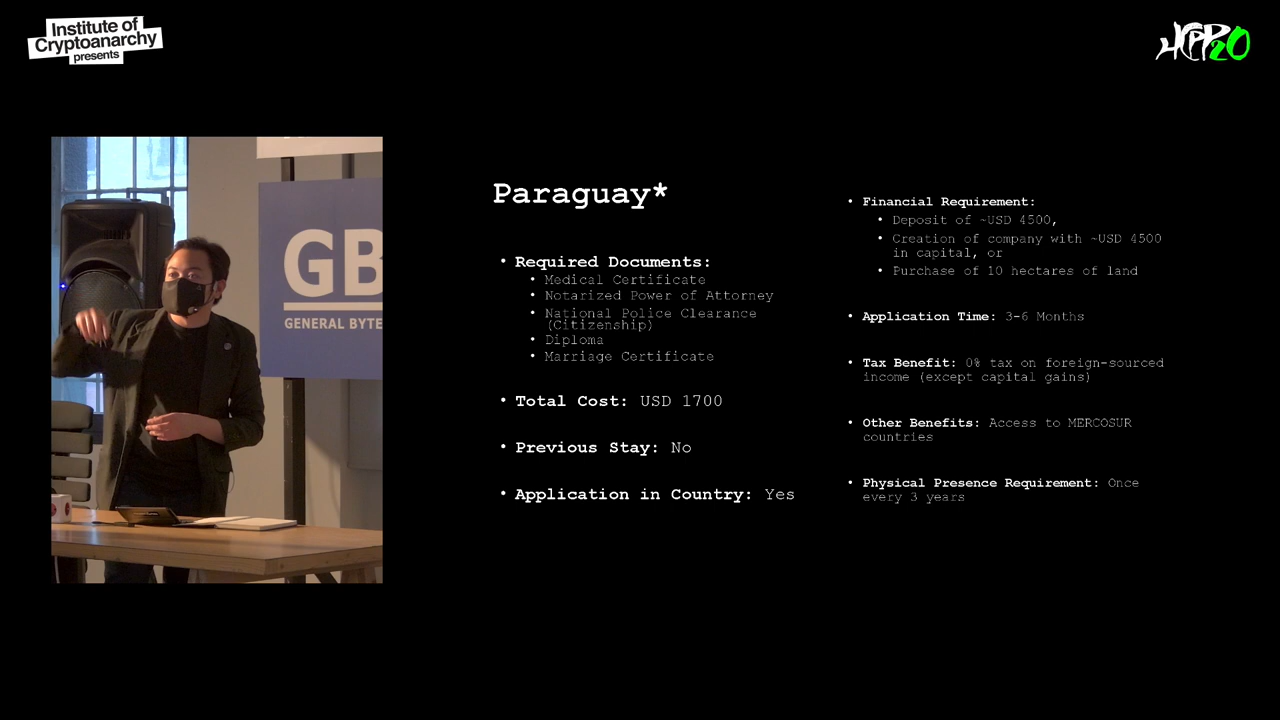 Institute of
Cryptoanarchy
presents
HCPP20
GB
GENERAL BYTE
Paraguay*
• Required Documents:
• Medical Certificate
• Notarized Power of Attorney
• National Police Clearance
(Citizenship)
• Diploma
• Marriage Certificate
• Total Cost: USD 1700
• Previous Stay: No
• Application in Country: Yes
• Financial Requirement:
• Deposit of ~USD 4500,
• Creation of company with ~USD 4500
in capital, or
• Purchase of 10 hectares of land
• Application Time: 3-6 Months
• Tax Benefit: 0% tax on foreign-sourced
income (except capital gains)
• Other Benefits: Access to MERCOSUR
countries
• Physical Presence Requirement: Once
every 3 years